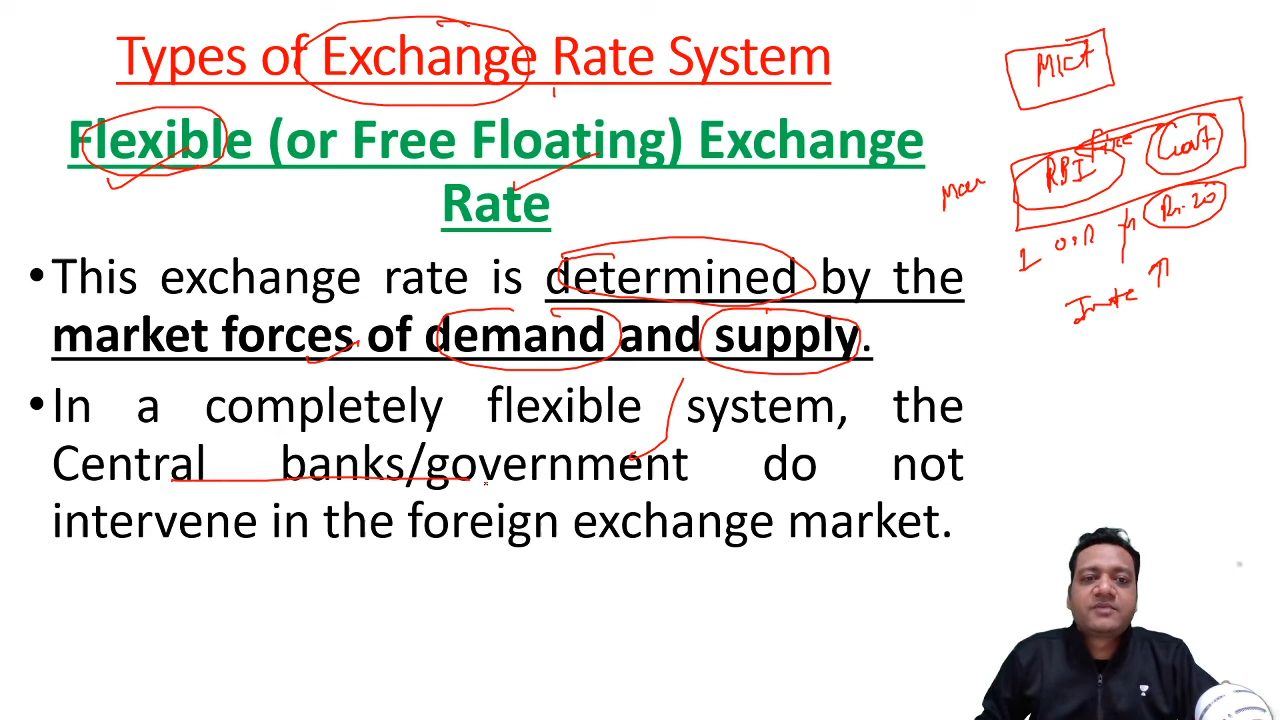 Types of Exchange Rate System
Flexible (or Free Floating) Exchange
Rate
•This exchange rate is determined by the
market forces of demand and supply.
•In a completely flexible system, the
Central banks/government do not
intervene in the foreign exchange market.
RBI
Govt